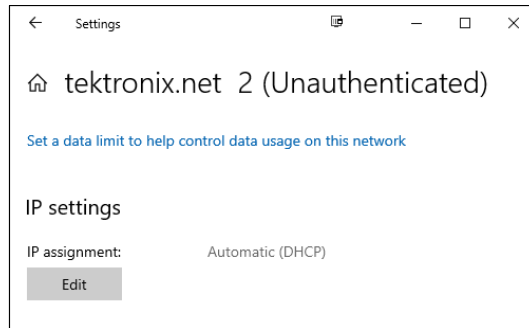 Settings
tektronix.net 2 (Unauthenticated)
Set a data limit to help control data usage on this network
IP settings
IP assignment: Automatic (DHCP)
Edit